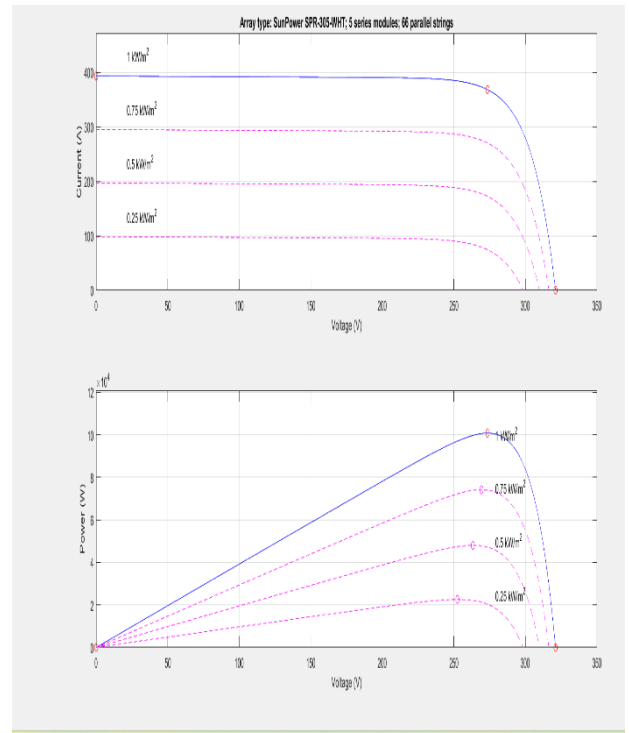 Array type: SunPower SPR-305-WHT; 5 series modules; 66 parallel strings
1 kW/m²
400
0.75 kW/m²
300
0.5 kW/m²
200
0.25 kW/m²
100
0
Current (A)
0 50 100 150 200 250 300 350
Voltage (V)
×10⁴
12
10
1 kW/m²
8
0.75 kW/m²
6
0.5 kW/m²
4
0.25 kW/m²
2
0
Power (W)
0 50 100 150 200 250 300 350
Voltage (V)